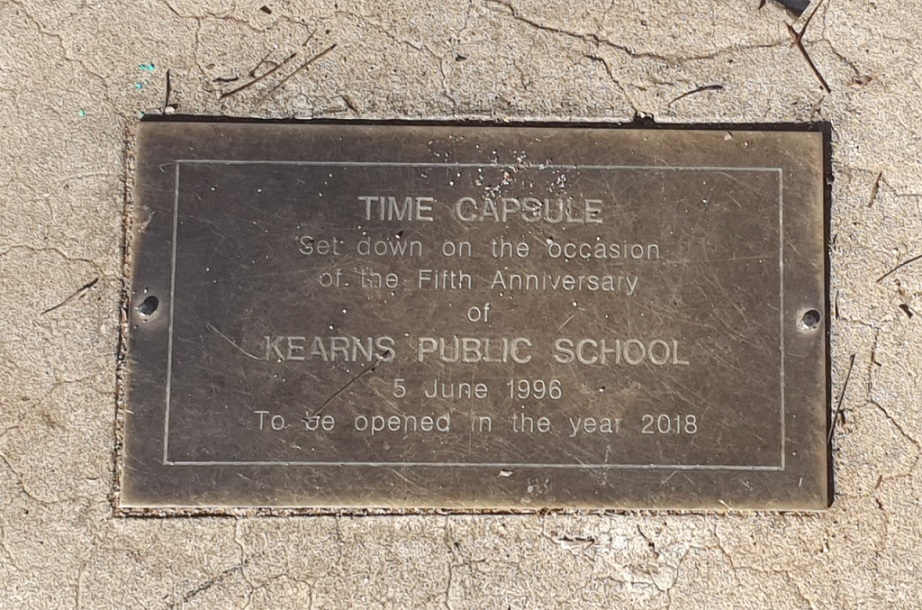 TIME CAPSULE
Set down on the occasion
of the Fifth Anniversary
of
KEARNS PUBLIC SCHOOL
5 June 1996
To be opened in the year 2018